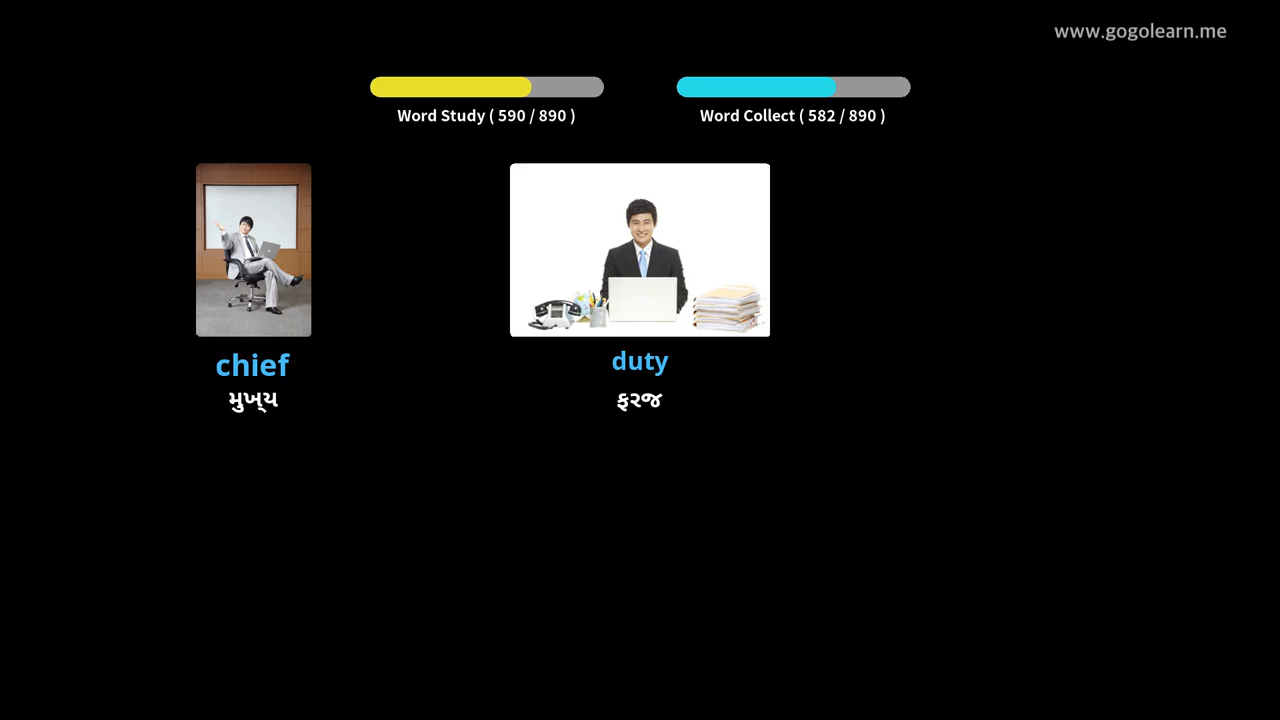 www.gogolearn.me
Word Study ( 590 / 890 )
Word Collect ( 582 / 890 )
chief
મુખ્ય
duty
ફરજ